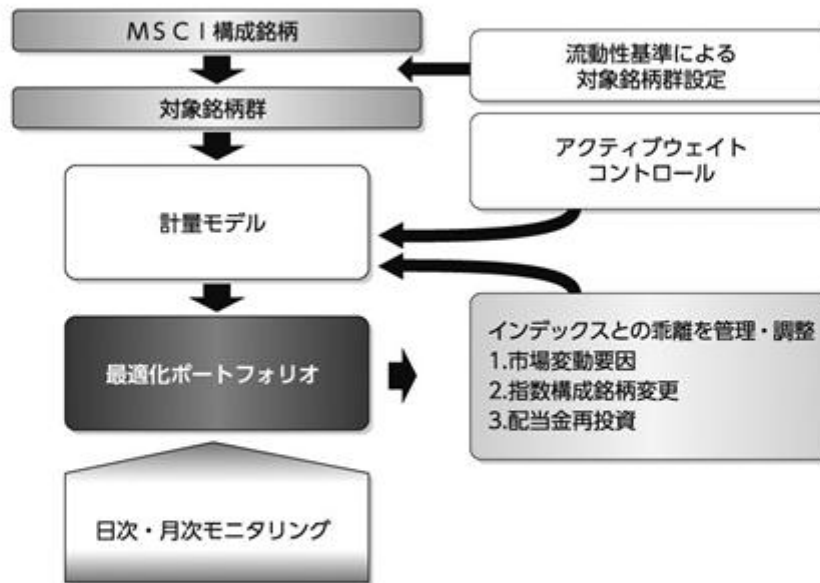 ＭＳＣＩ構成銘柄
流動性基準による
対象銘柄群設定
対象銘柄群
アクティブウェイト
コントロール
計量モデル
最適化ポートフォリオ
インデックスとの乖離を管理・調整
1.市場変動要因
2.指数構成銘柄変更
3.配当金再投資
日次・月次モニタリング